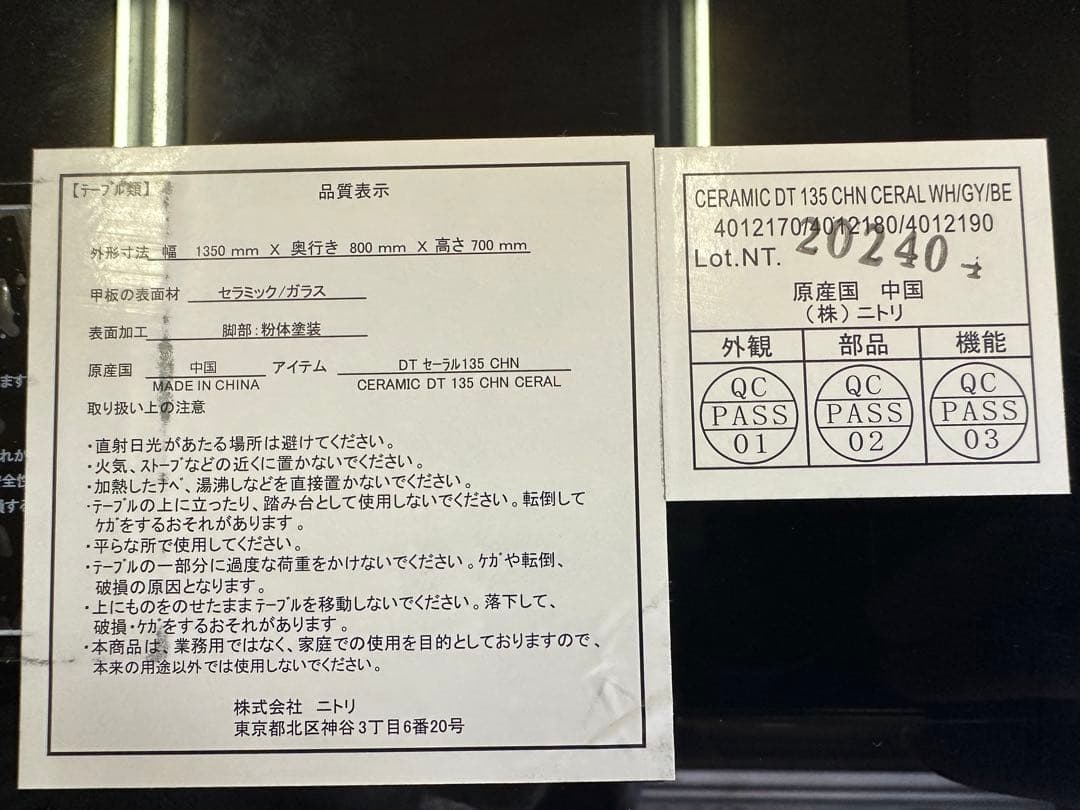 【テーブル類】
品質表示
外形寸法 幅 1350 mm X 奥行き 800 mm X 高さ 700 mm
甲板の表面材 セラミック/ガラス
表面加工 脚部:粉体塗装
原産国 中国 アイテム DT セーラル135 CHN
MADE IN CHINA CERAMIC DT 135 CHN CERAL
取り扱い上の注意
・直射日光があたる場所は避けてください。
・火気、ストーブなどの近くに置かないでください。
・加熱したナベ、湯沸しなどを直接置かないでください。
・テーブルの上に立ったり、踏み台として使用しないでください。転倒して
ケガをするおそれがあります。
・平らな所で使用してください。
・テーブルの一部分に過度な荷重をかけないでください。ケガや転倒、
破損の原因となります。
・上にものをのせたままテーブルを移動しないでください。落下して、
破損・ケガをするおそれがあります。
・本商品は、業務用ではなく、家庭での使用を目的としておりますので、
本来の用途以外では使用しないでください。
株式会社 ニトリ
東京都北区神谷3丁目6番20号
CERAMIC DT 135 CHN CERAL WH/GY/BE
4012170/4012180/4012190
Lot.NT. 20240
原産国 中国
(株)ニトリ
外観 部品 機能
QC QC QC
PASS PASS PASS
01 02 03
ます
れが